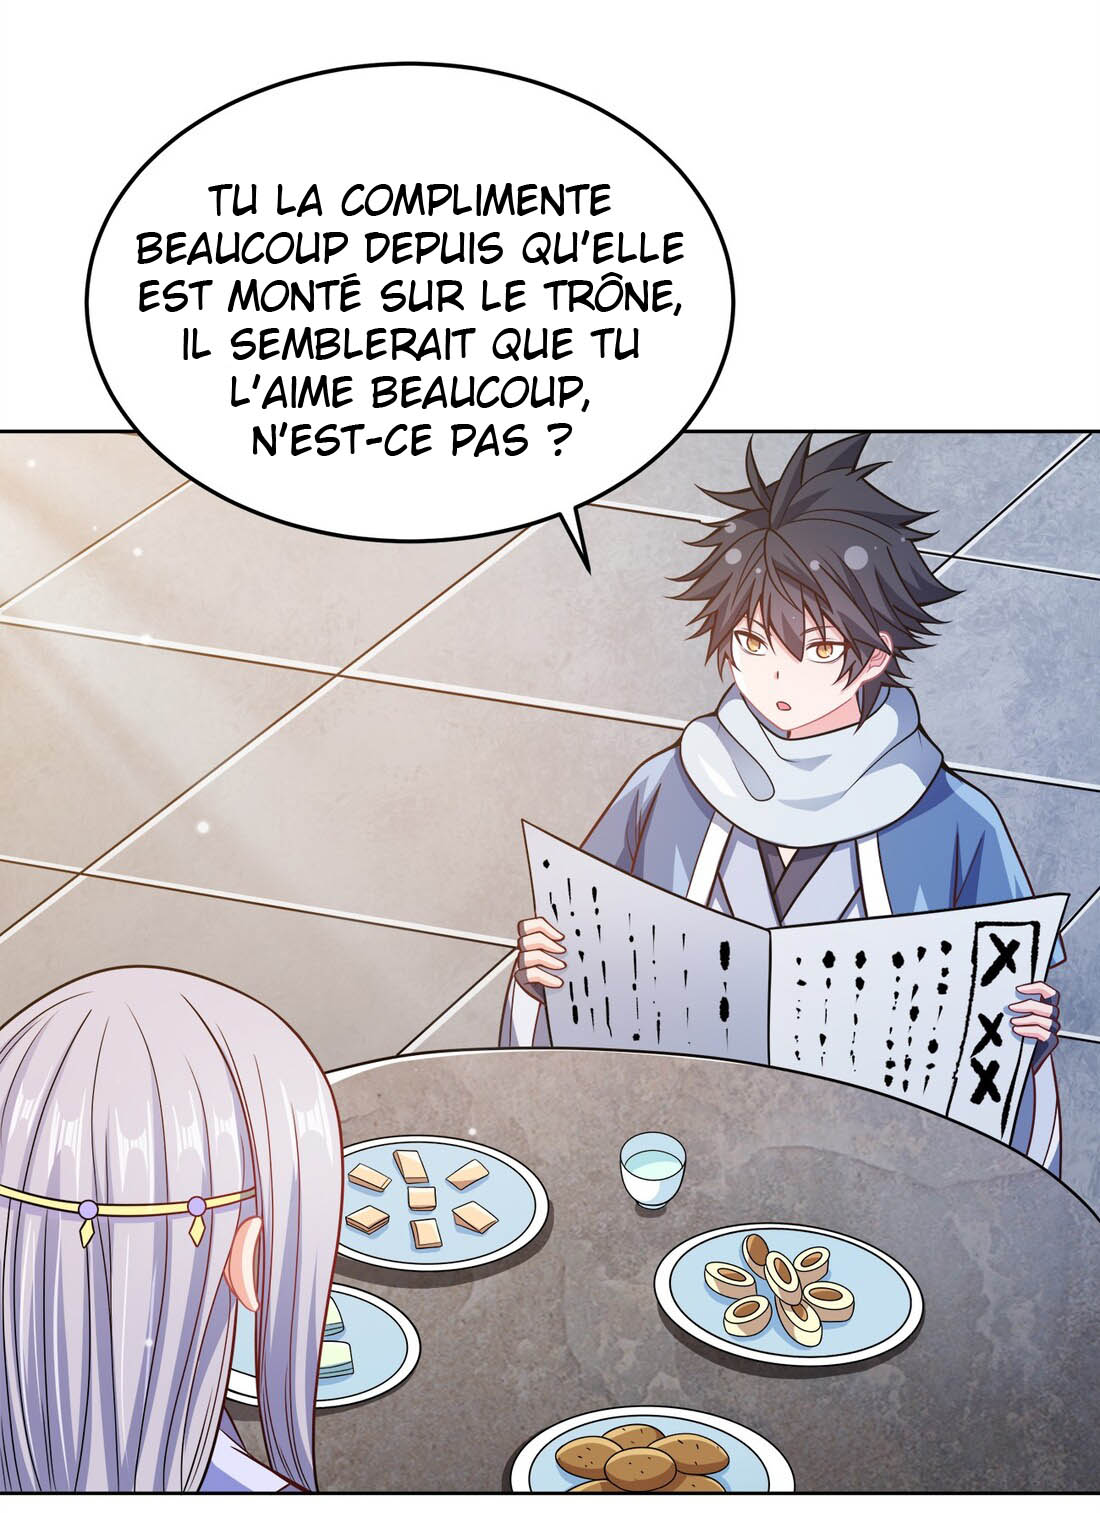 TU LA COMPLIMENTE
BEAUCOUP DEPUIS QU'ELLE
EST MONTÉ SUR LE TRÔNE,
IL SEMBLERAIT QUE TU
L'AIME BEAUCOUP,
N'EST-CE PAS ?